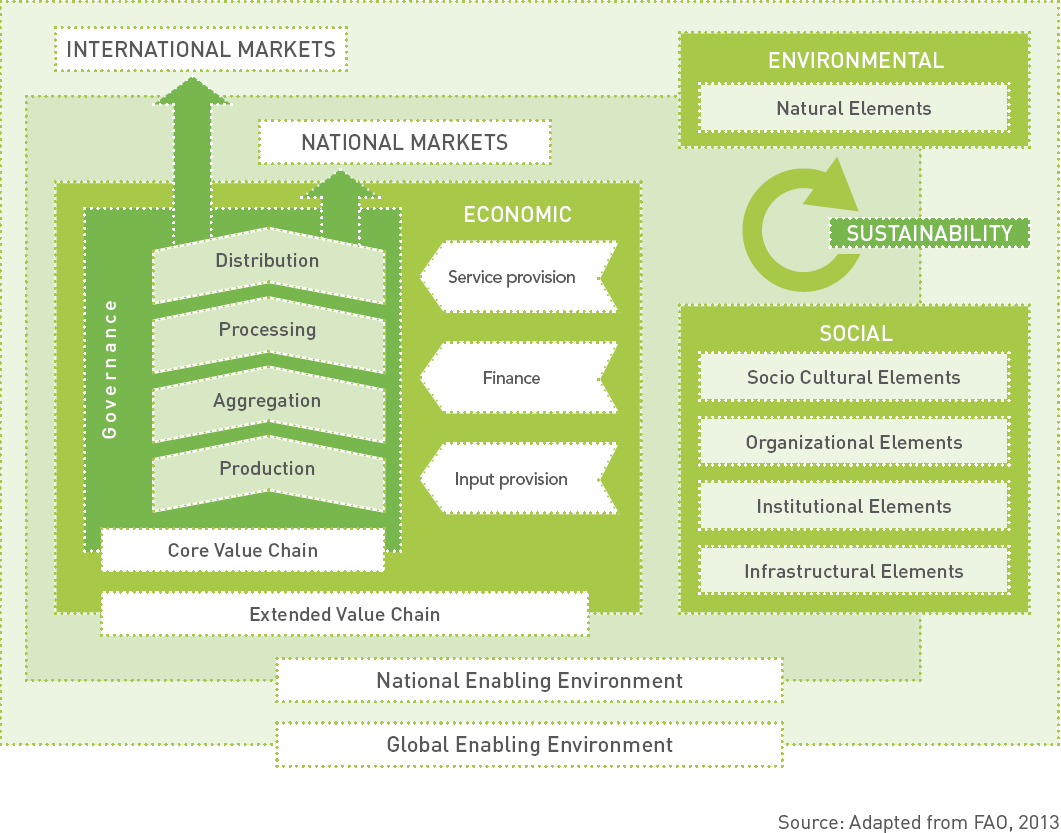 INTERNATIONAL MARKETS
NATIONAL MARKETS
ECONOMIC
Governance
Distribution
Processing
Aggregation
Production
Core Value Chain
Service provision
Finance
Input provision
Extended Value Chain
ENVIRONMENTAL
Natural Elements
SUSTAINABILITY
SOCIAL
Socio Cultural Elements
Organizational Elements
Institutional Elements
Infrastructural Elements
National Enabling Environment
Global Enabling Environment
Source: Adapted from FAO, 2013